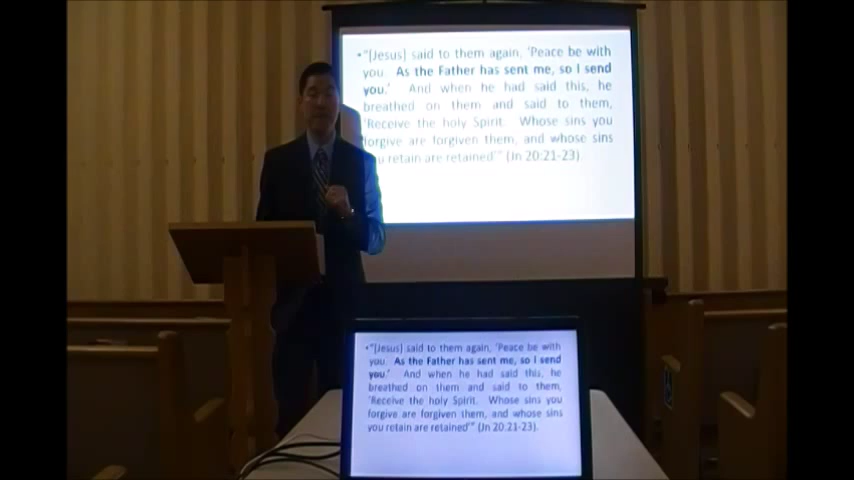 •"[Jesus] said to them again, 'Peace be with
you. As the Father has sent me, so I send
you.' And when he had said this, he
breathed on them and said to them,
'Receive the holy Spirit. Whose sins you
forgive are forgiven them, and whose sins
you retain are retained'" (Jn 20:21-23).
•"[Jesus] said to them again, 'Peace be with
you. As the Father has sent me, so I send
you.' And when he had said this, he
breathed on them and said to them,
'Receive the holy Spirit. Whose sins you
forgive are forgiven them, and whose sins
you retain are retained'" (Jn 20:21-23).